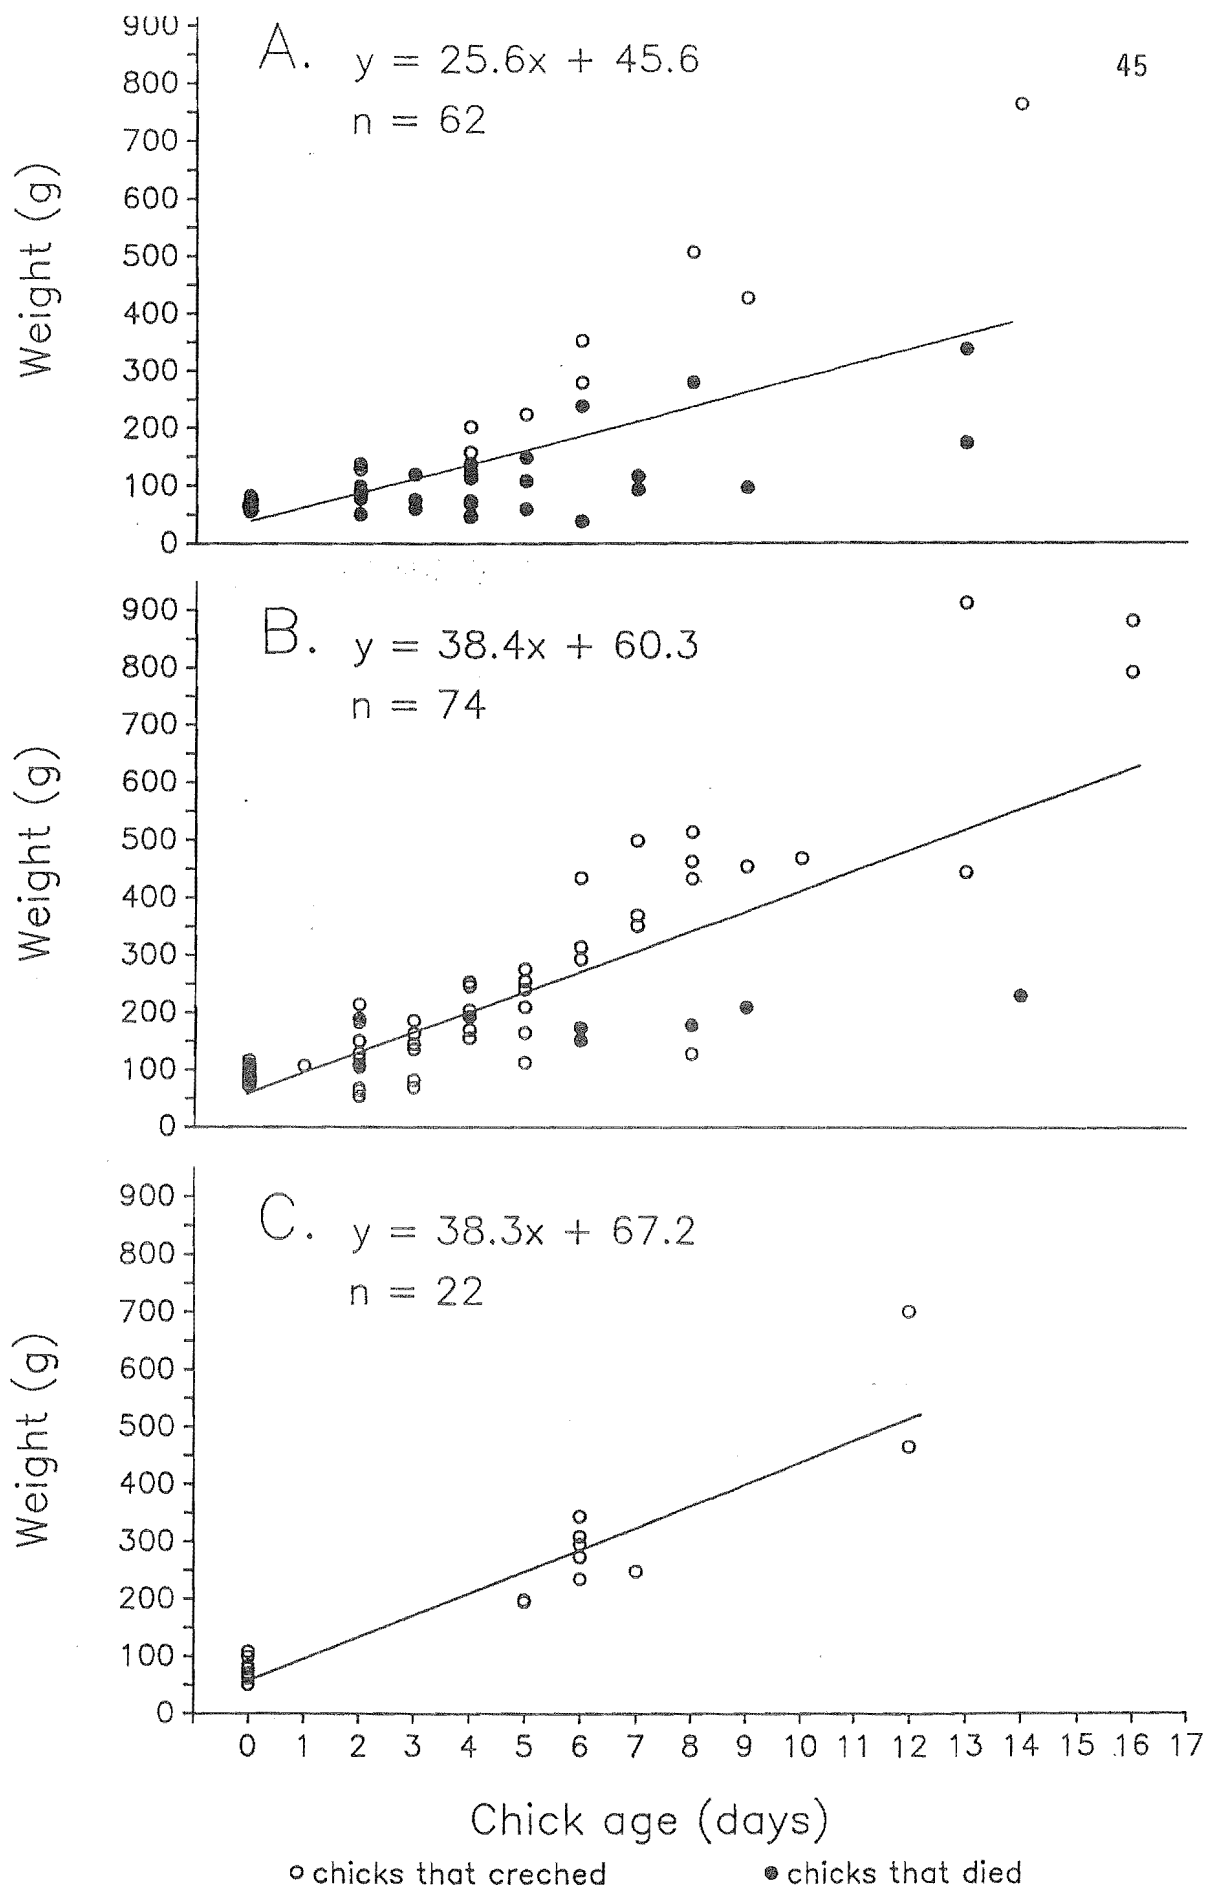 45
A. y = 25.6x + 45.6
n = 62
Weight (g)
900
800
700
600
500
400
300
200
100
0
B. y = 38.4x + 60.3
n = 74
Weight (g)
900
800
700
600
500
400
300
200
100
0
C. y = 38.3x + 67.2
n = 22
Weight (g)
900
800
700
600
500
400
300
200
100
0
0 1 2 3 4 5 6 7 8 9 10 11 12 13 14 15 16 17
Chick age (days)
chicks that creched chicks that died